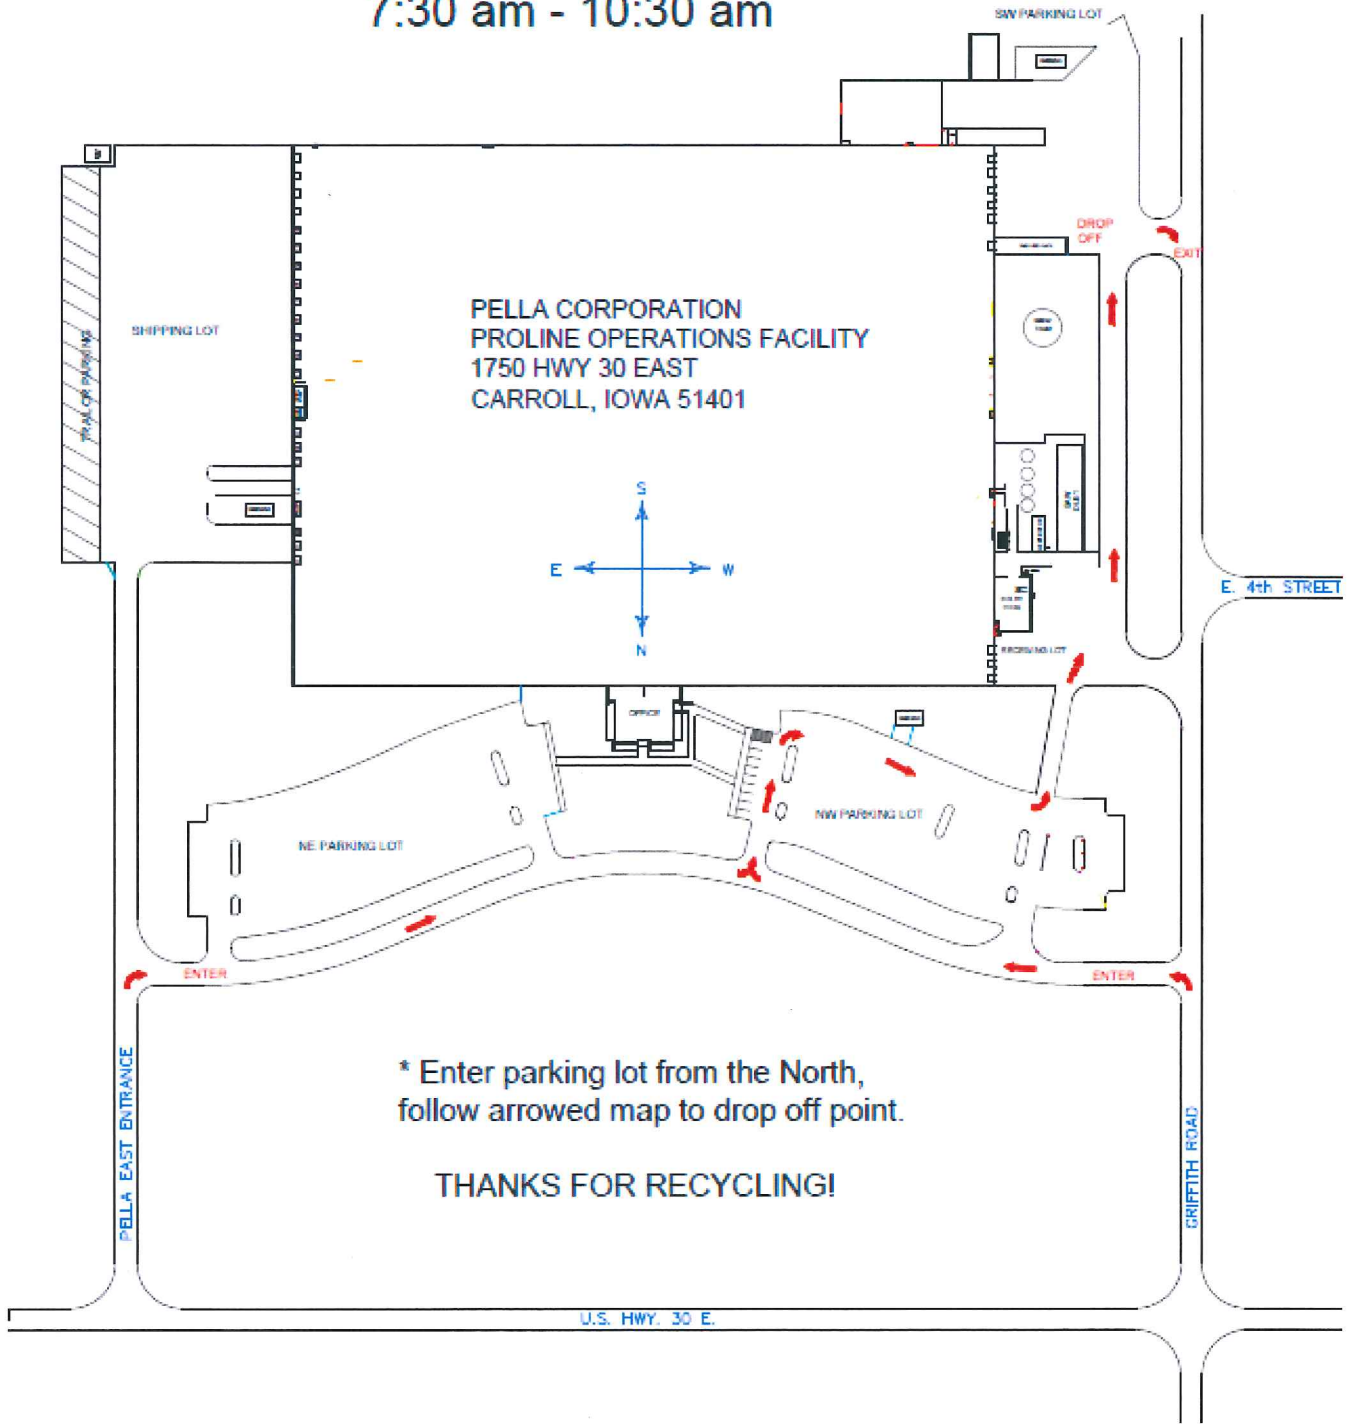 7:30 am - 10:30 am
SW PARKING LOT
DROP
OFF
EXIT
PELLA CORPORATION
PROLINE OPERATIONS FACILITY
1750 HWY 30 EAST
CARROLL, IOWA 51401
SHIPPING LOT
TRAILOR PARKING
S
E
W
N
E. 4th STREET
RECEIVING LOT
OFFICE
NW PARKING LOT
NE PARKING LOT
ENTER
ENTER
* Enter parking lot from the North,
follow arrowed map to drop off point.
THANKS FOR RECYCLING!
PELLA EAST ENTRANCE
GRIFFITH ROAD
U.S. HWY. 30 E.